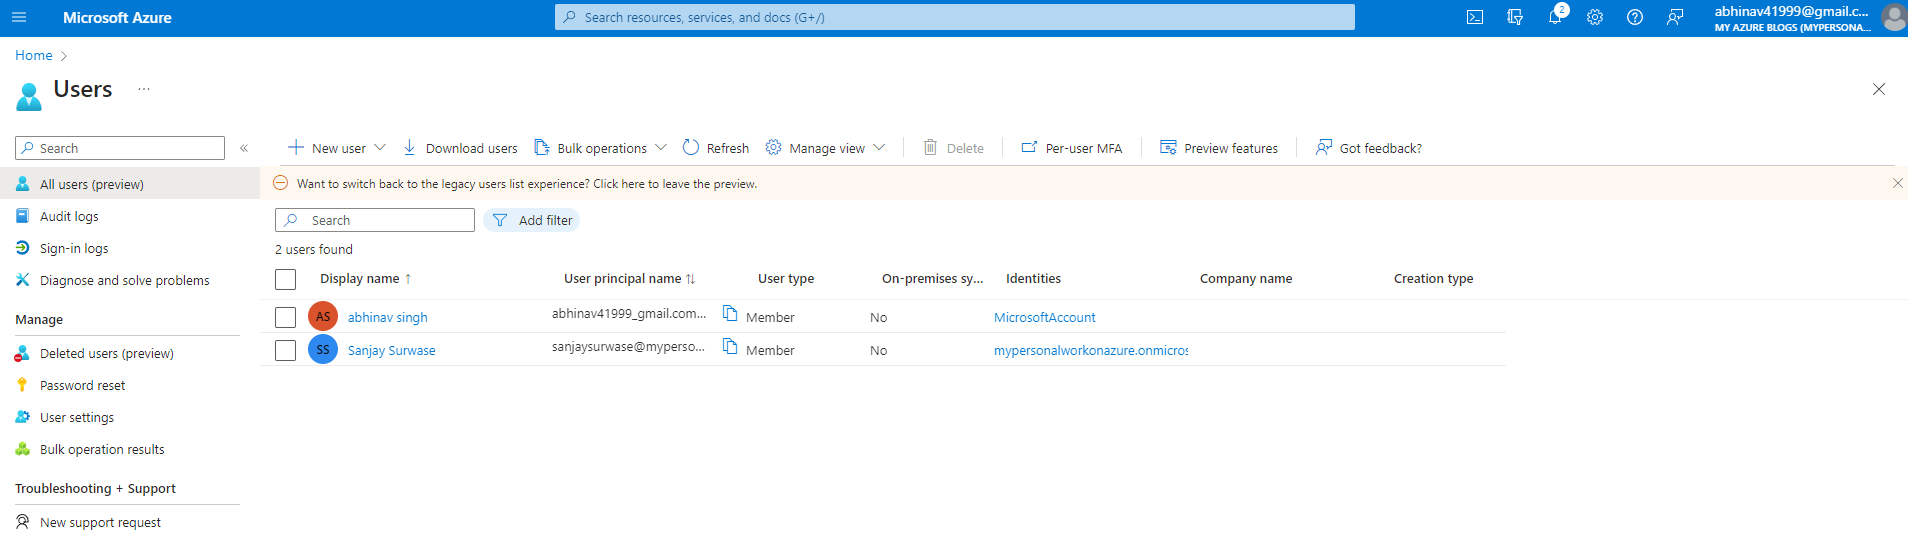 Microsoft Azure
Search resources, services, and docs (G+/)
2
abhinav41999@gmail.c...
MY AZURE BLOGS (MYPERSONA...
Home
Users
...
Search
«
New user
Download users
Bulk operations
Refresh
Manage view
Delete
Per-user MFA
Preview features
Got feedback?
All users (preview)
Audit logs
Sign-in logs
Diagnose and solve problems
Manage
Deleted users (preview)
Password reset
User settings
Bulk operation results
Troubleshooting + Support
New support request
Want to switch back to the legacy users list experience? Click here to leave the preview.
Search
Add filter
2 users found
Display name ↑ User principal name ↑↓ User type On-premises sy... Identities Company name Creation type
AS abhinav singh abhinav41999_gmail.com... Member No MicrosoftAccount
SS Sanjay Surwase sanjaysurwase@myperso... Member No mypersonalworkonazure.onmicros